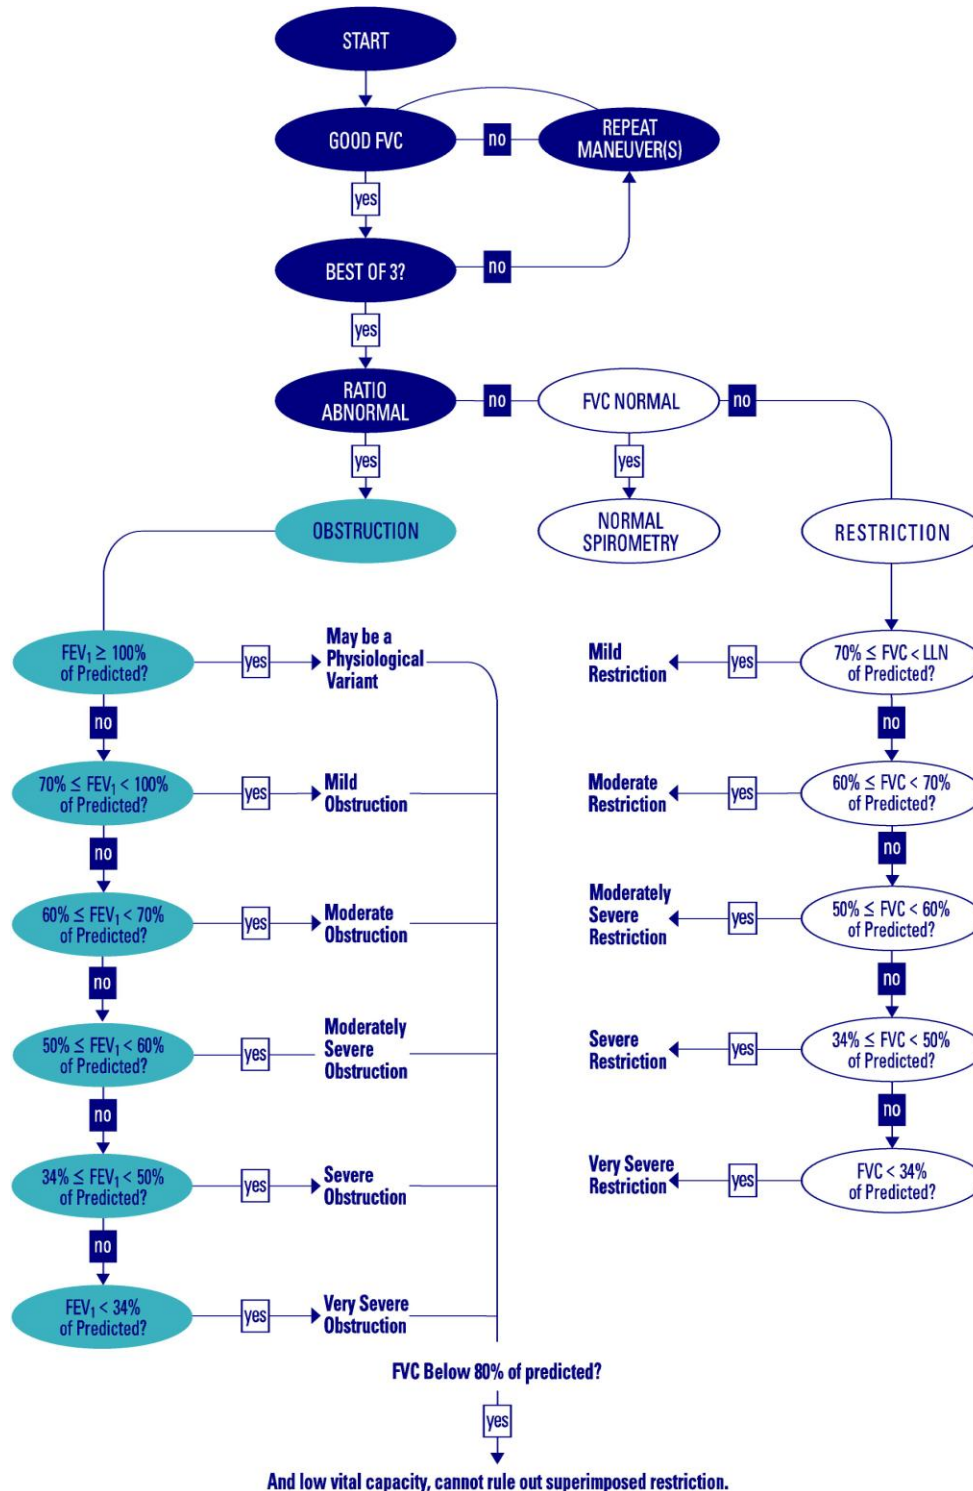 START
GOOD FVC
no
REPEAT
MANEUVER(S)
yes
BEST OF 3?
no
yes
RATIO
ABNORMAL
no
FVC NORMAL
no
yes
yes
OBSTRUCTION
NORMAL
SPIROMETRY
RESTRICTION
FEV₁ ≥ 100%
of Predicted?
yes
May be a
Physiological
Variant
Mild
Restriction
yes
70% ≤ FVC < LLN
of Predicted?
no
no
70% ≤ FEV₁ < 100%
of Predicted?
yes
Mild
Obstruction
Moderate
Restriction
yes
60% ≤ FVC < 70%
of Predicted?
no
no
60% ≤ FEV₁ < 70%
of Predicted?
yes
Moderate
Obstruction
Moderately
Severe
Restriction
yes
50% ≤ FVC < 60%
of Predicted?
no
no
50% ≤ FEV₁ < 60%
of Predicted?
yes
Moderately
Severe
Obstruction
Severe
Restriction
yes
34% ≤ FVC < 50%
of Predicted?
no
no
34% ≤ FEV₁ < 50%
of Predicted?
yes
Severe
Obstruction
Very Severe
Restriction
yes
FVC < 34%
of Predicted?
no
FEV₁ < 34%
of Predicted?
yes
Very Severe
Obstruction
FVC Below 80% of predicted?
yes
And low vital capacity, cannot rule out superimposed restriction.